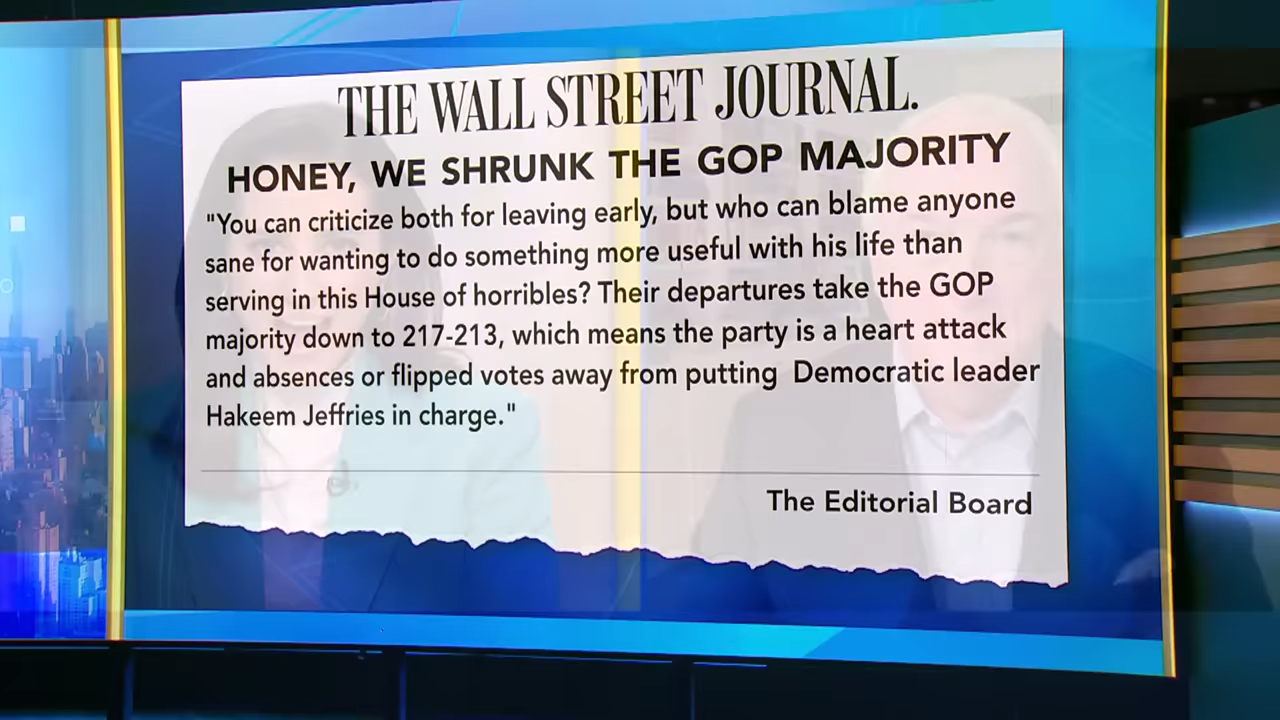 THE WALL STREET JOURNAL.
HONEY, WE SHRUNK THE GOP MAJORITY
"You can criticize both for leaving early, but who can blame anyone
sane for wanting to do something more useful with his life than
serving in this House of horribles? Their departures take the GOP
majority down to 217-213, which means the party is a heart attack
and absences or flipped votes away from putting Democratic leader
Hakeem Jeffries in charge."
The Editorial Board